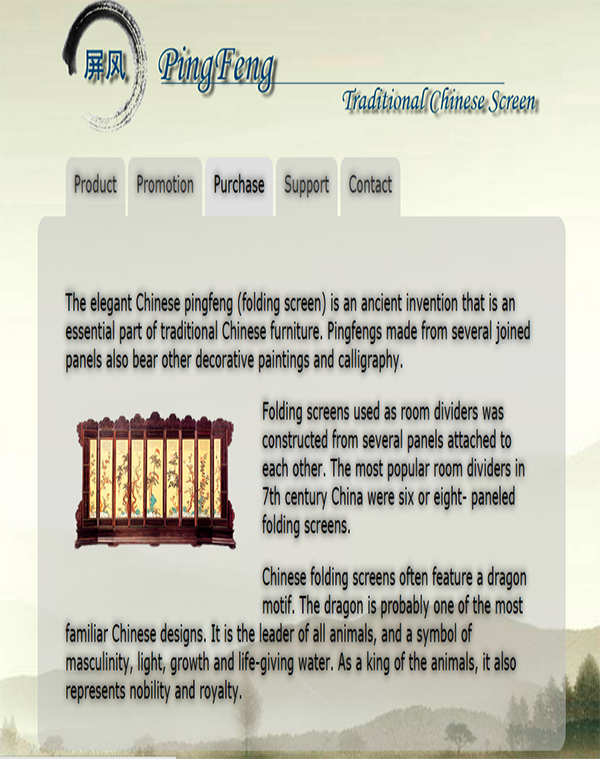 屏风
PingFeng
Traditional Chinese Screen
Product Promotion Purchase Support Contact
The elegant Chinese pingfeng (folding screen) is an ancient invention that is an
essential part of traditional Chinese furniture. Pingfengs made from several joined
panels also bear other decorative paintings and calligraphy.
Folding screens used as room dividers was
constructed from several panels attached to
each other. The most popular room dividers in
7th century China were six or eight- paneled
folding screens.
Chinese folding screens often feature a dragon
motif. The dragon is probably one of the most
familiar Chinese designs. It is the leader of all animals, and a symbol of
masculinity, light, growth and life-giving water. As a king of the animals, it also
represents nobility and royalty.